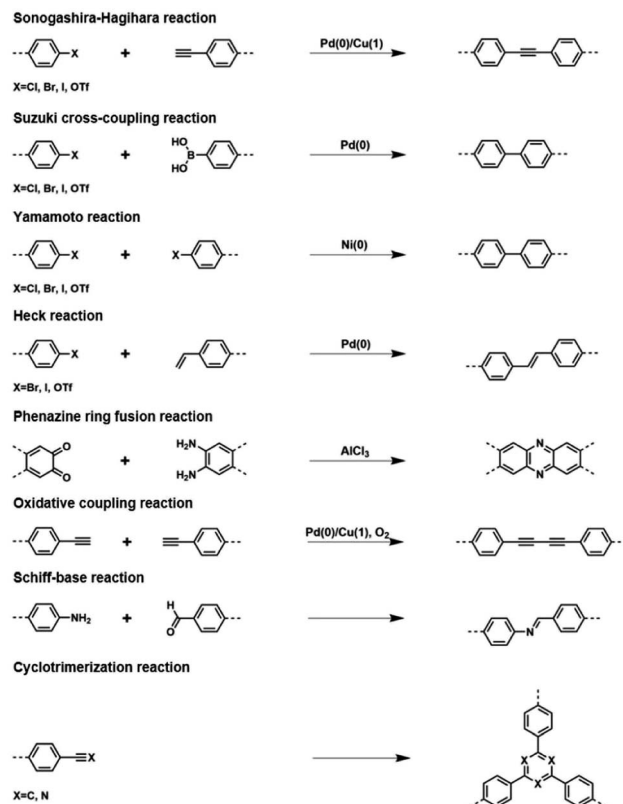 Sonogashira-Hagihara reaction
X
+
Pd(0)/Cu(1)
X=Cl, Br, I, OTf
Suzuki cross-coupling reaction
X
+
HO
B
HO
Pd(0)
X=Cl, Br, I, OTf
Yamamoto reaction
X
+
X
Ni(0)
X=Cl, Br, I, OTf
Heck reaction
X
+
Pd(0)
X=Br, I, OTf
Phenazine ring fusion reaction
O
O
+
H₂N
H₂N
AlCl₃
N
N
Oxidative coupling reaction
+
Pd(0)/Cu(1), O₂
Schiff-base reaction
NH₂
+
H
O
N
Cyclotrimerization reaction
X
X
X
X
X=C, N